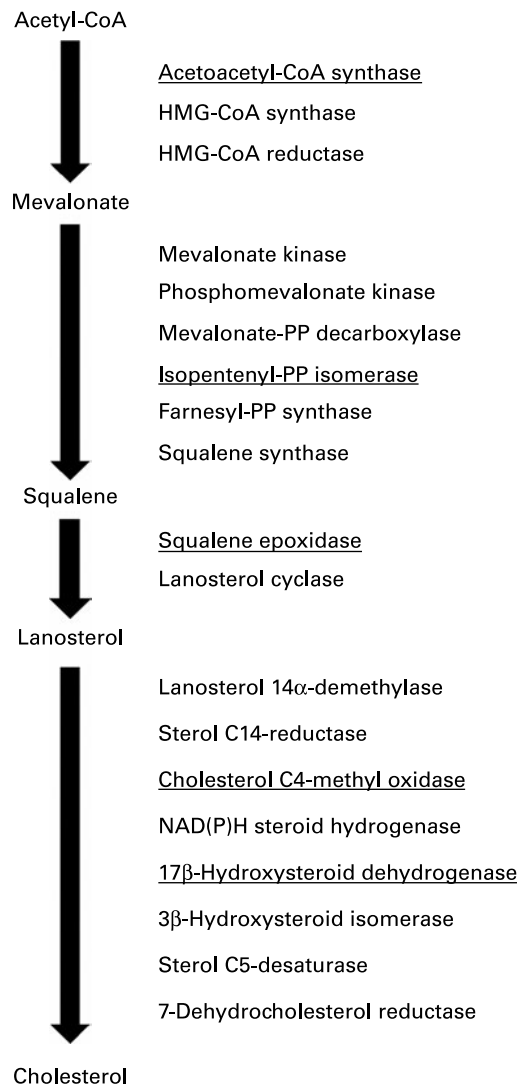 Acetyl-CoA
Acetoacetyl-CoA synthase
HMG-CoA synthase
HMG-CoA reductase
Mevalonate
Mevalonate kinase
Phosphomevalonate kinase
Mevalonate-PP decarboxylase
Isopentenyl-PP isomerase
Farnesyl-PP synthase
Squalene synthase
Squalene
Squalene epoxidase
Lanosterol cyclase
Lanosterol
Lanosterol 14α-demethylase
Sterol C14-reductase
Cholesterol C4-methyl oxidase
NAD(P)H steroid hydrogenase
17β-Hydroxysteroid dehydrogenase
3β-Hydroxysteroid isomerase
Sterol C5-desaturase
7-Dehydrocholesterol reductase
Cholesterol